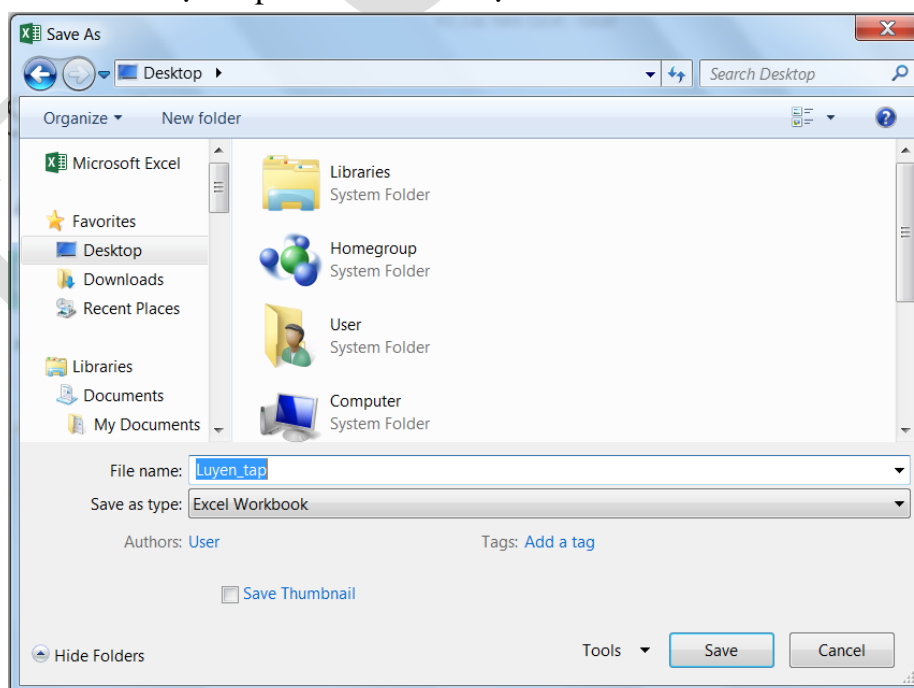 Save As
Desktop
Search Desktop
Organize
New folder
Microsoft Excel
Favorites
Desktop
Downloads
Recent Places
Libraries
Documents
My Documents
Libraries
System Folder
Homegroup
System Folder
User
System Folder
Computer
System Folder
File name: Luyen_tap
Save as type: Excel Workbook
Authors: User
Tags: Add a tag
Save Thumbnail
Hide Folders
Tools
Save
Cancel